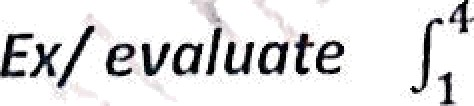 Ex/ evaluate ∫₁⁴